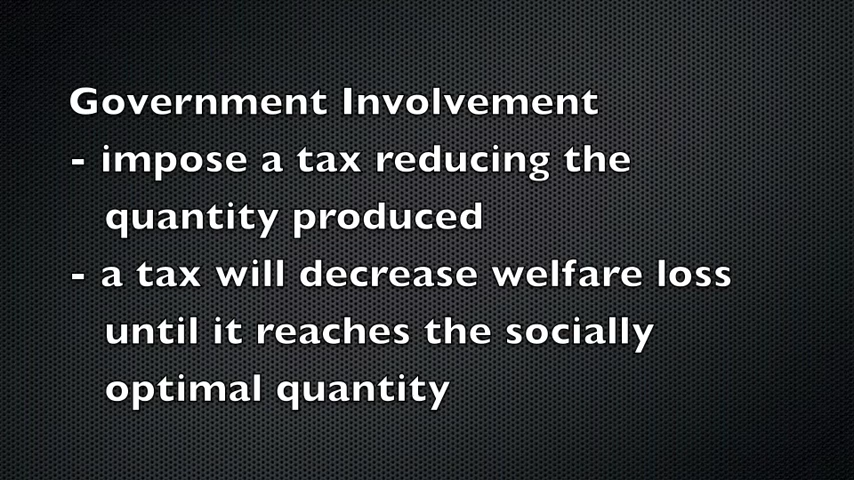 Government Involvement
- impose a tax reducing the
quantity produced
- a tax will decrease welfare loss
until it reaches the socially
optimal quantity